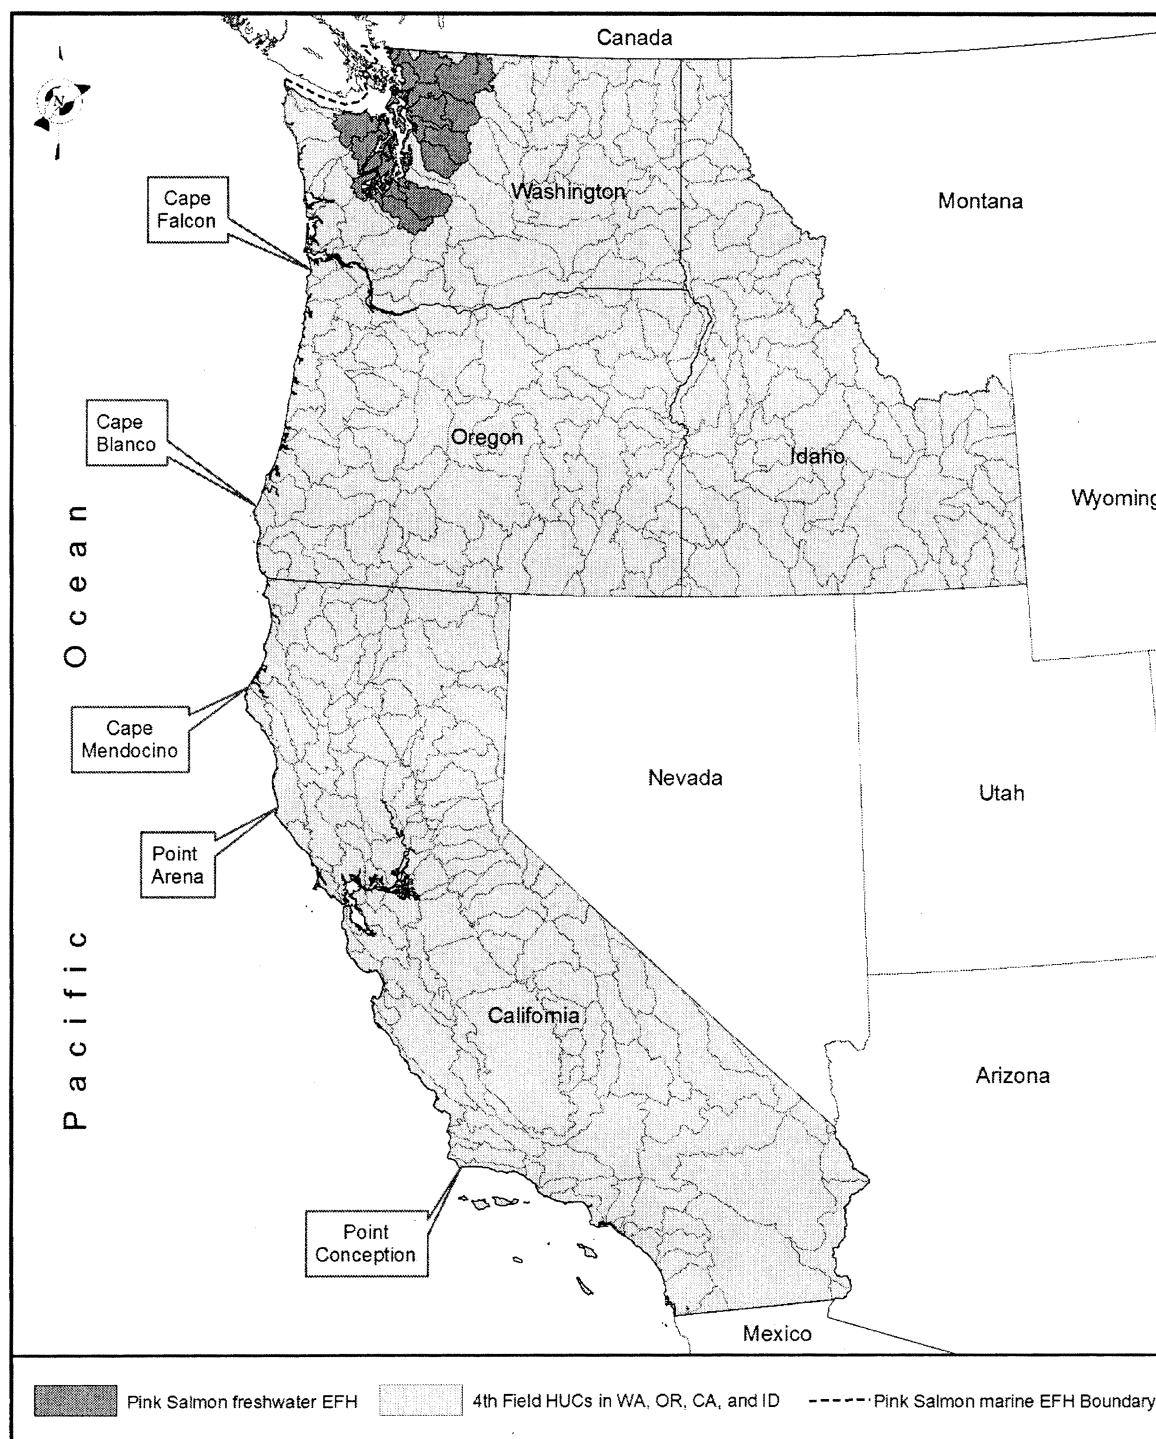 Canada
N
Washington
Montana
Cape
Falcon
Cape
Blanco
Oregon
Idaho
Wyoming
Pacific Ocean
Cape
Mendocino
Nevada
Utah
Point
Arena
California
Arizona
Point
Conception
Mexico
Pink Salmon freshwater EFH
4th Field HUCs in WA, OR, CA, and ID
Pink Salmon marine EFH Boundary